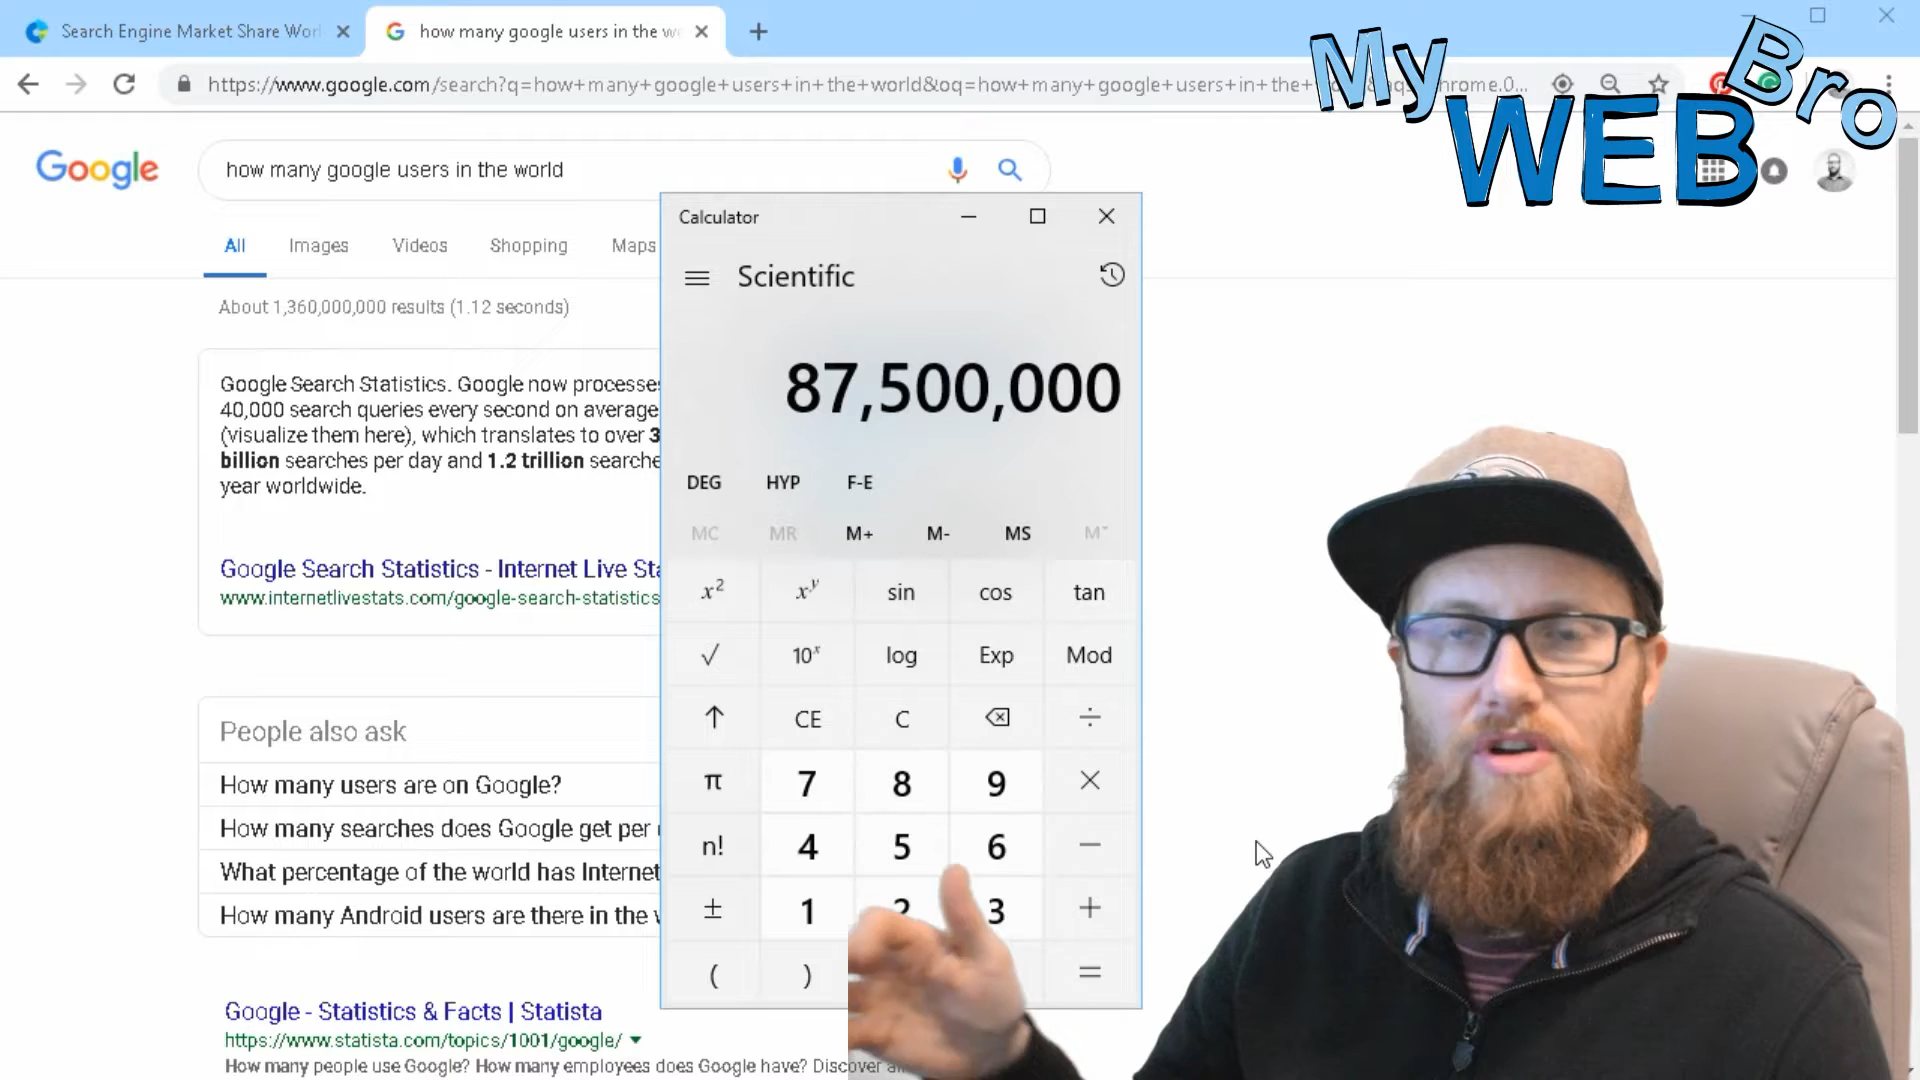 Search Engine Market Share Worl
how many google users in the w
https://www.google.com/search?q=how+many+google+users+in+the+world&oq=how+many+google+users+in+the+
hrome.0...
My
WEB
Bro
Google
how many google users in the world
All
Images
Videos
Shopping
Maps
About 1,360,000,000 results (1.12 seconds)
Google Search Statistics. Google now processes
40,000 search queries every second on average
(visualize them here), which translates to over 3
billion searches per day and 1.2 trillion searche
year worldwide.
Google Search Statistics - Internet Live Sta
www.internetlivestats.com/google-search-statistics
People also ask
How many users are on Google?
How many searches does Google get per
What percentage of the world has Internet
How many Android users are there in the w
Google - Statistics & Facts | Statista
https://www.statista.com/topics/1001/google/
How many people use Google? How many employees does Google have? Discover al
Calculator
Scientific
87,500,000
DEG HYP F-E
MC MR M+ M- MS M˅
x² xʸ sin cos tan
√ 10ˣ log Exp Mod
↑ CE C ⌫ ÷
π 7 8 9 ×
n! 4 5 6 −
± 1 2 3 +
( ) =